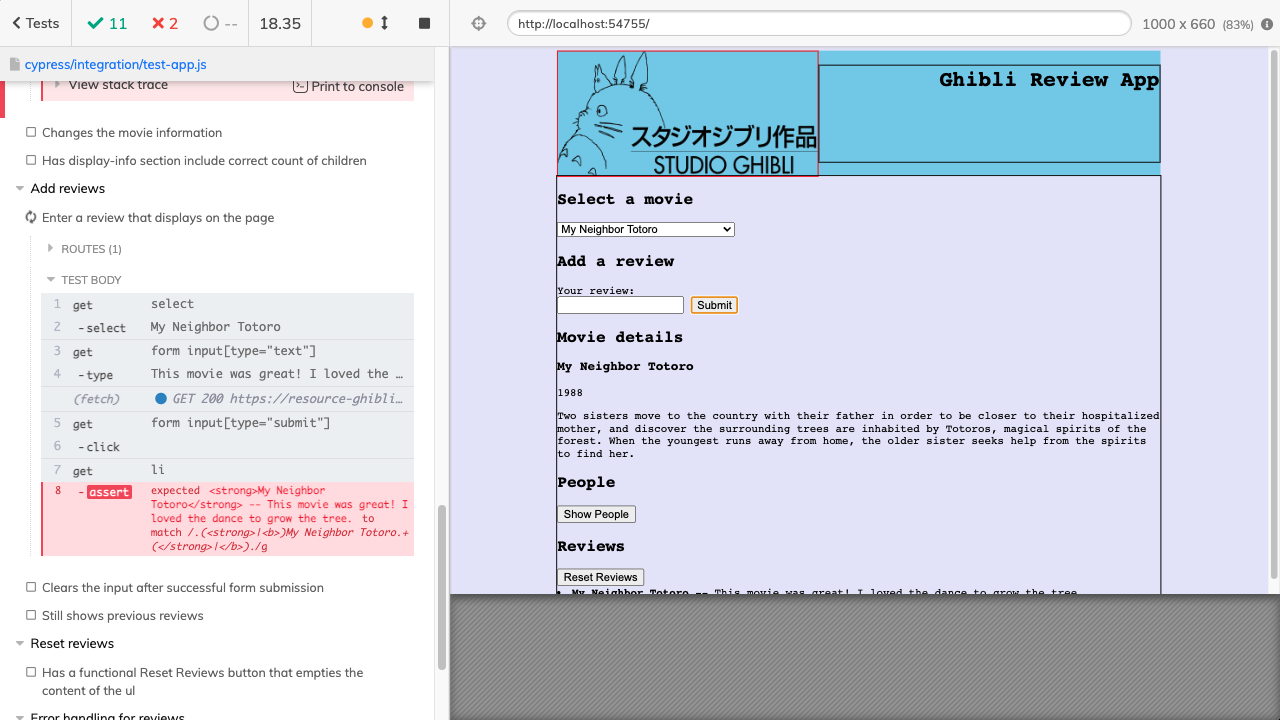 Tests
11
2
--
18.35
http://localhost:54755/
1000 x 660 (83%)
cypress/integration/test-app.js
View stack trace
Print to console
Changes the movie information
Has display-info section include correct count of children
Add reviews
Enter a review that displays on the page
ROUTES (1)
TEST BODY
1 get select
2 -select My Neighbor Totoro
3 get form input[type="text"]
4 -type This movie was great! I loved the …
(fetch) GET 200 https://resource-ghibli…
5 get form input[type="submit"]
6 -click
7 get li
8 -assert expected <strong>My Neighbor
Totoro</strong> -- This movie was great! I
loved the dance to grow the tree. to
match /.(<strong>|<b>)My Neighbor Totoro.+
(</strong>|</b>)./g
Clears the input after successful form submission
Still shows previous reviews
Reset reviews
Has a functional Reset Reviews button that empties the
content of the ul
Error handling for reviews
スタジオジブリ作品
STUDIO GHIBLI
Ghibli Review App
Select a movie
My Neighbor Totoro
Add a review
Your review:
Submit
Movie details
My Neighbor Totoro
1988
Two sisters move to the country with their father in order to be closer to their hospitalized
mother, and discover the surrounding trees are inhabited by Totoros, magical spirits of the
forest. When the youngest runs away from home, the older sister seeks help from the spirits
to find her.
People
Show People
Reviews
Reset Reviews
My Neighbor Totoro -- This movie was great! I loved the dance to grow the tree.